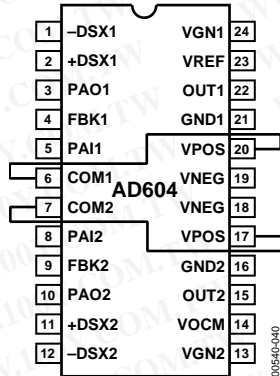 1 –DSX1 VGN1 24
2 +DSX1 VREF 23
3 PAO1 OUT1 22
4 FBK1 GND1 21
5 PAI1 VPOS 20
6 COM1 VNEG 19
AD604
7 COM2 VNEG 18
8 PAI2 VPOS 17
9 FBK2 GND2 16
10 PAO2 OUT2 15
11 +DSX2 VOCM 14
12 –DSX2 VGN2 13
00540-040